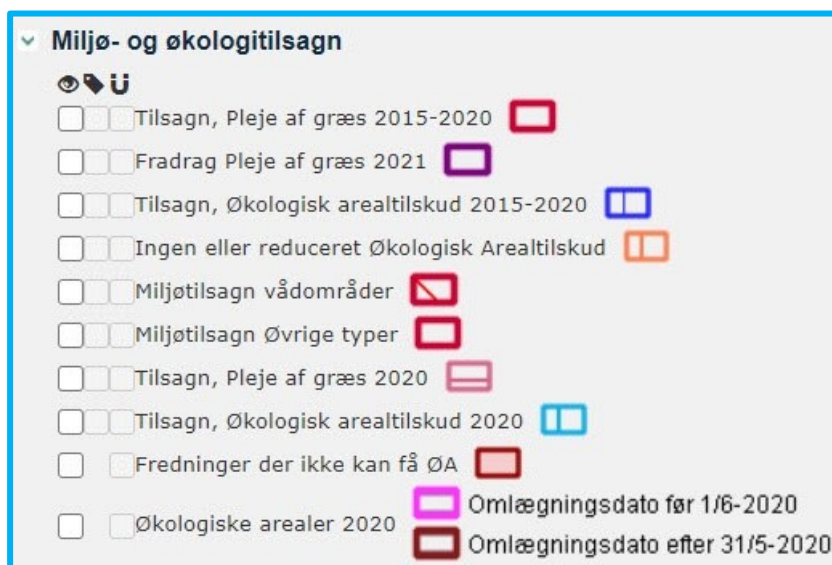 Miljø- og økologitilsagn
Tilsagn, Pleje af græs 2015-2020
Fradrag Pleje af græs 2021
Tilsagn, Økologisk arealtilskud 2015-2020
Ingen eller reduceret Økologisk Arealtilskud
Miljøtilsagn vådområder
Miljøtilsagn Øvrige typer
Tilsagn, Pleje af græs 2020
Tilsagn, Økologisk arealtilskud 2020
Fredninger der ikke kan få ØA
Økologiske arealer 2020
Omlægningsdato før 1/6-2020
Omlægningsdato efter 31/5-2020